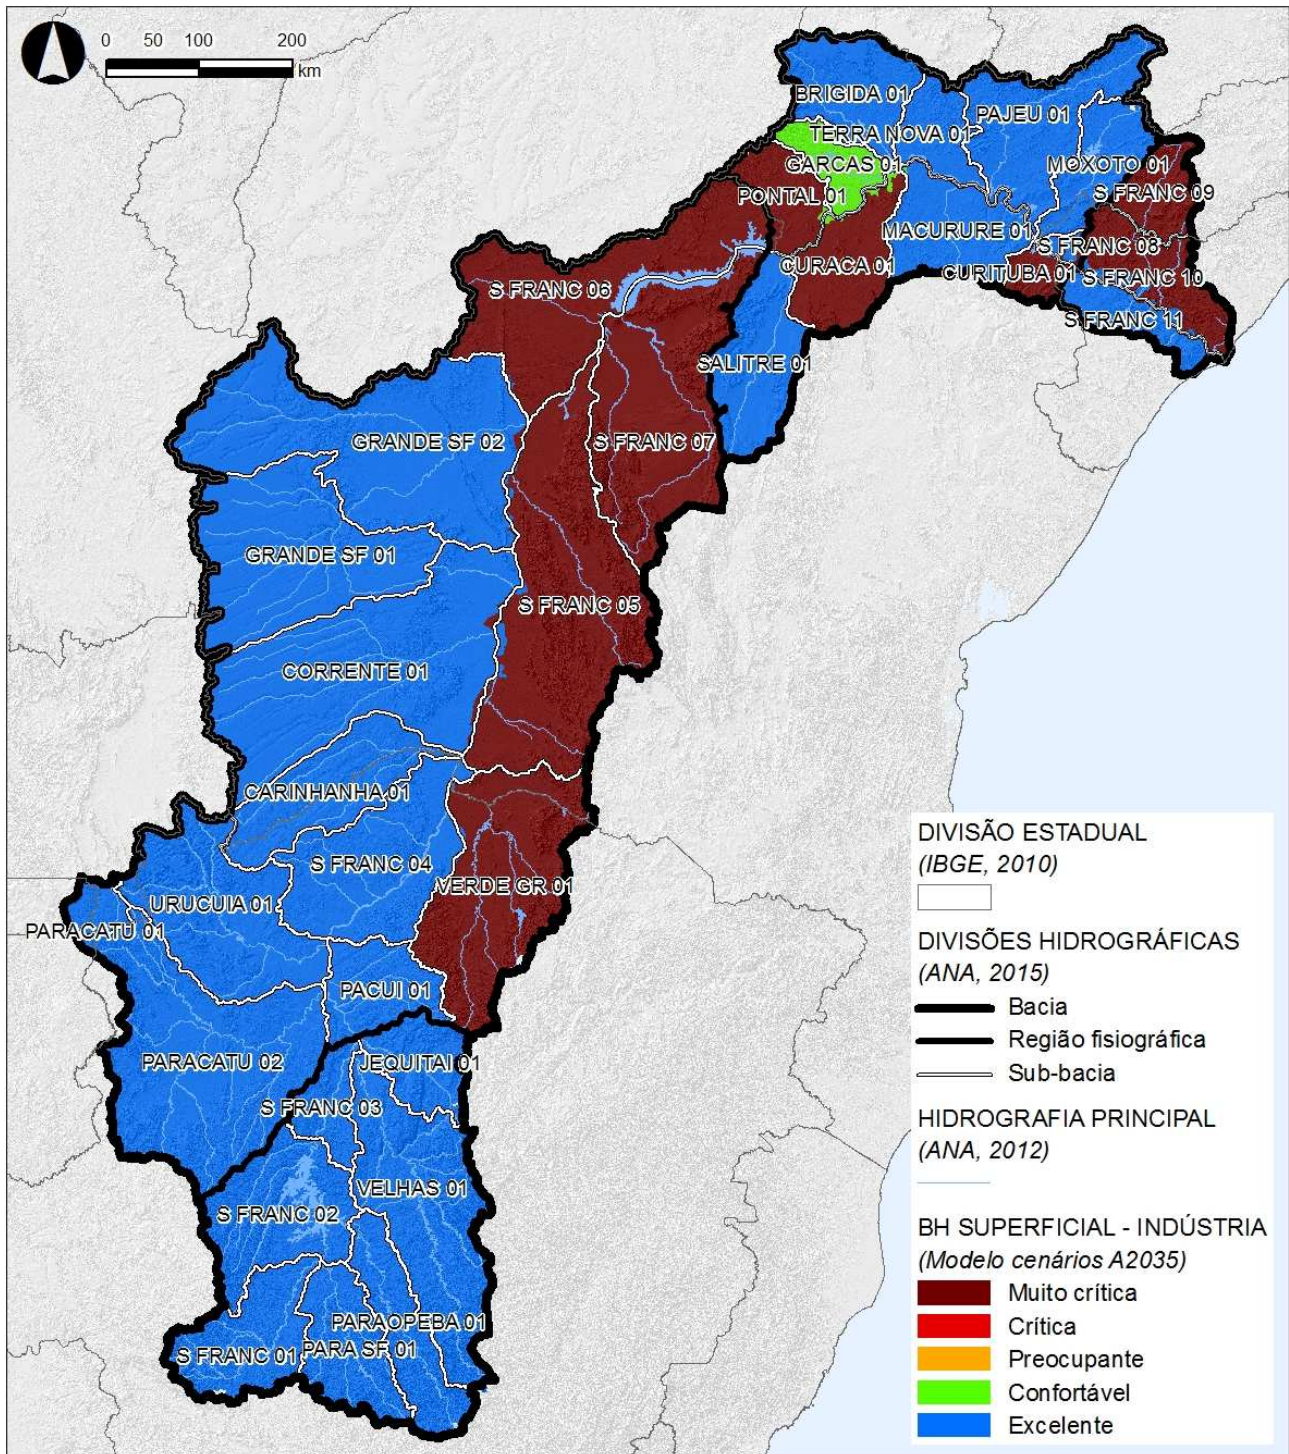 0 50 100 200
km
BRIGIDA 01
PAJEU 01
TERRA NOVA 01
GARCAS 01
MOXOTO 01
PONTAL 01
S FRANC 09
MACURURE 01
S FRANC 08
CURACA 01
CURITUBA 01
S FRANC 10
S FRANC 06
S FRANC 11
SALITRE 01
GRANDE SF 02
S FRANC 07
GRANDE SF 01
S FRANC 05
CORRENTE 01
CARINHANHA 01
S FRANC 04
VERDE GR 01
URUCUIA 01
PARACATU 01
PACUI 01
PARACATU 02
JEQUITAI 01
S FRANC 03
VELHAS 01
S FRANC 02
PARAOPEBA 01
PARA SF 01
S FRANC 01
DIVISÃO ESTADUAL
(IBGE, 2010)
DIVISÕES HIDROGRÁFICAS
(ANA, 2015)
Bacia
Região fisiográfica
Sub-bacia
HIDROGRAFIA PRINCIPAL
(ANA, 2012)
BH SUPERFICIAL - INDÚSTRIA
(Modelo cenários A2035)
Muito crítica
Crítica
Preocupante
Confortável
Excelente